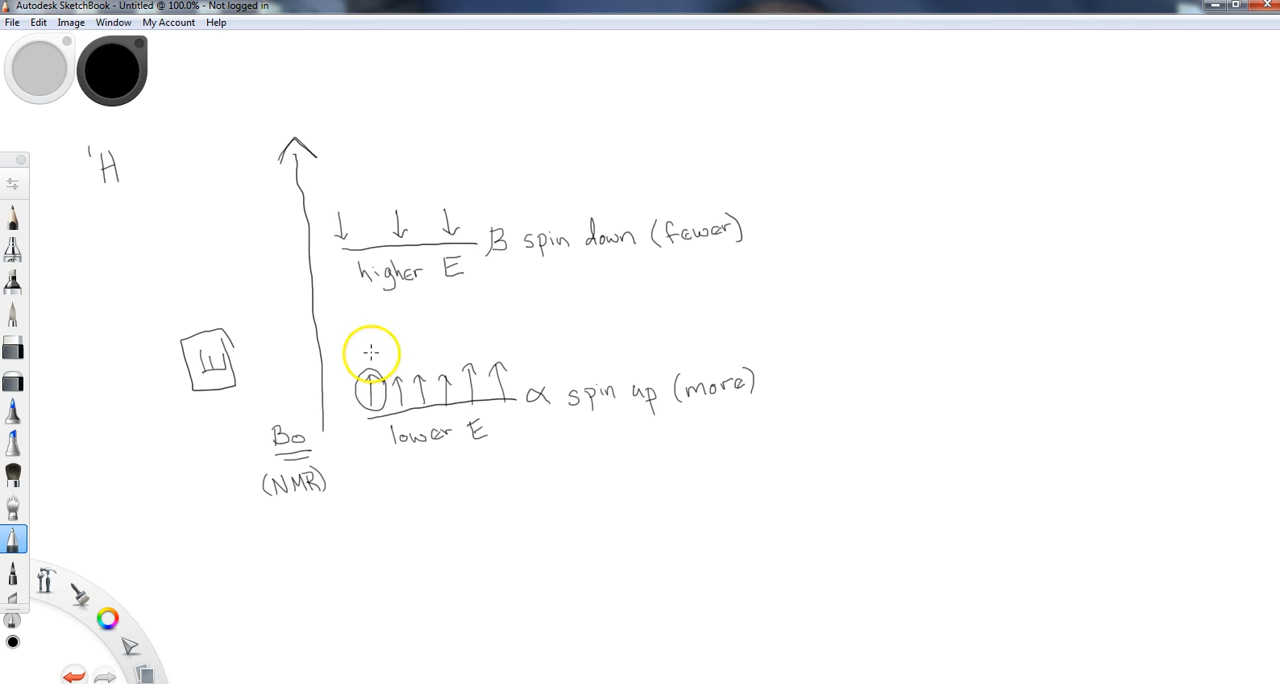 Autodesk SketchBook - Untitled @ 100.0% - Not logged in
File Edit Image Window My Account Help
¹H
β spin down (fewer)
higher E
E
α spin up (more)
lower E
Bo
(NMR)